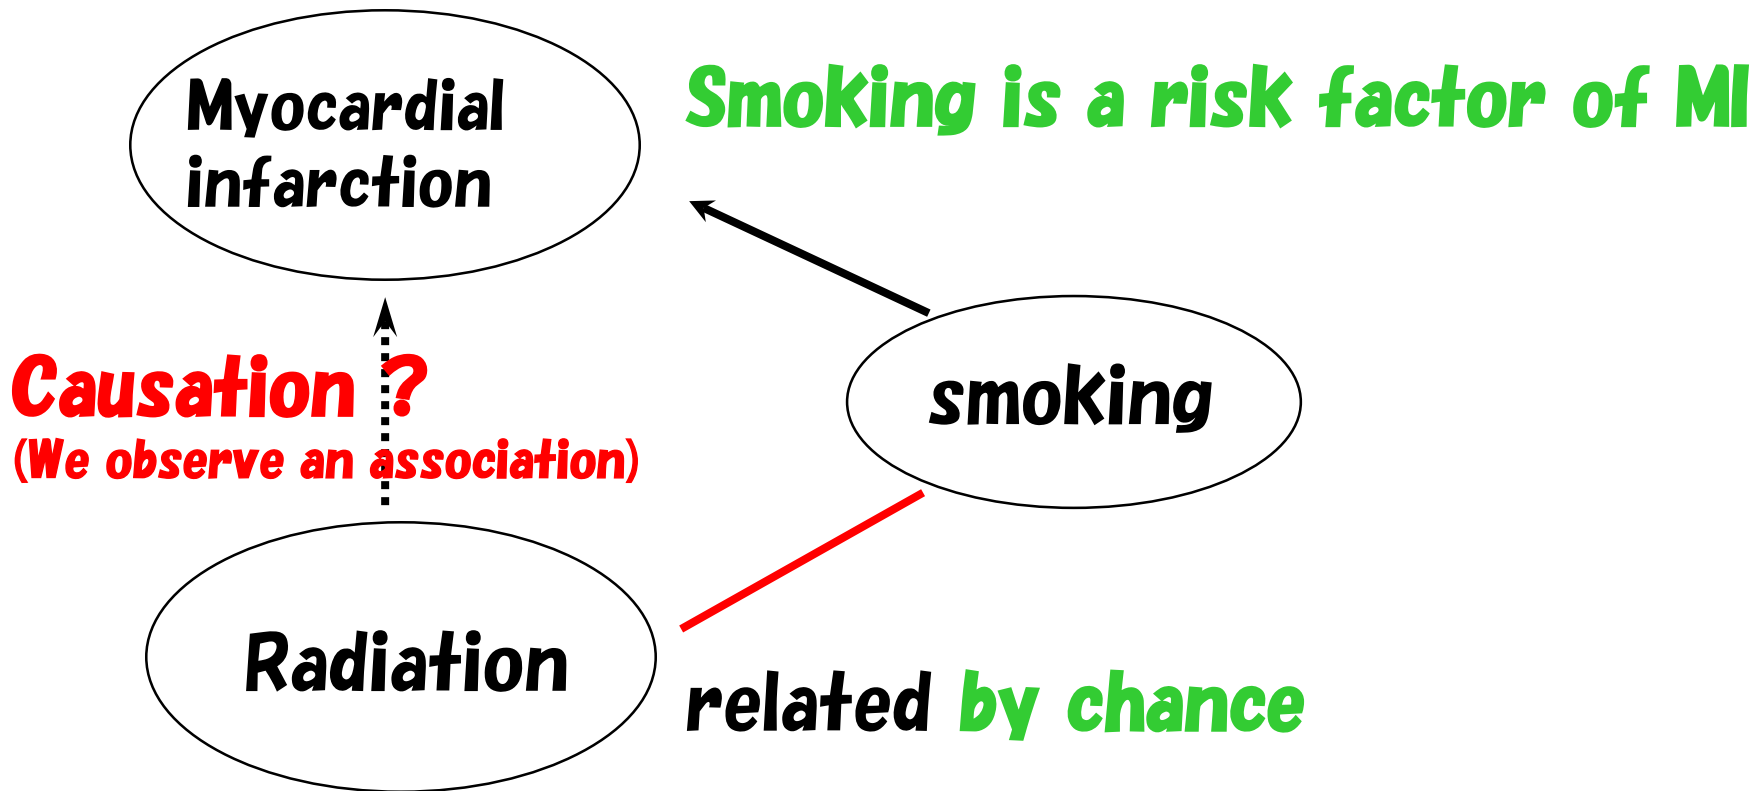 Myocardial
infarction
Smoking is a risk factor of MI
Causation ?
(We observe an association)
smoking
Radiation
related by chance